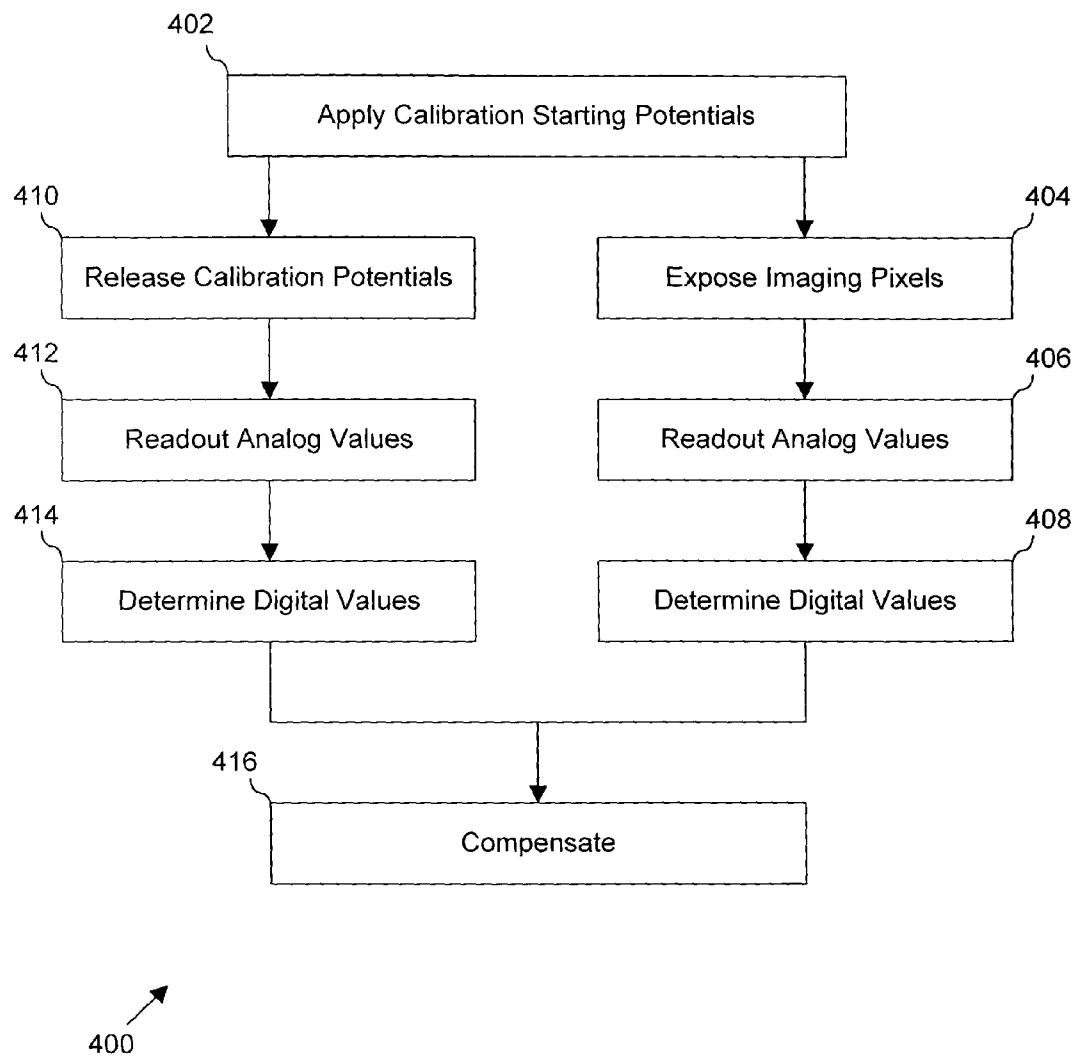 402
Apply Calibration Starting Potentials
410
404
Release Calibration Potentials
Expose Imaging Pixels
412
406
Readout Analog Values
Readout Analog Values
414
408
Determine Digital Values
Determine Digital Values
416
Compensate
400